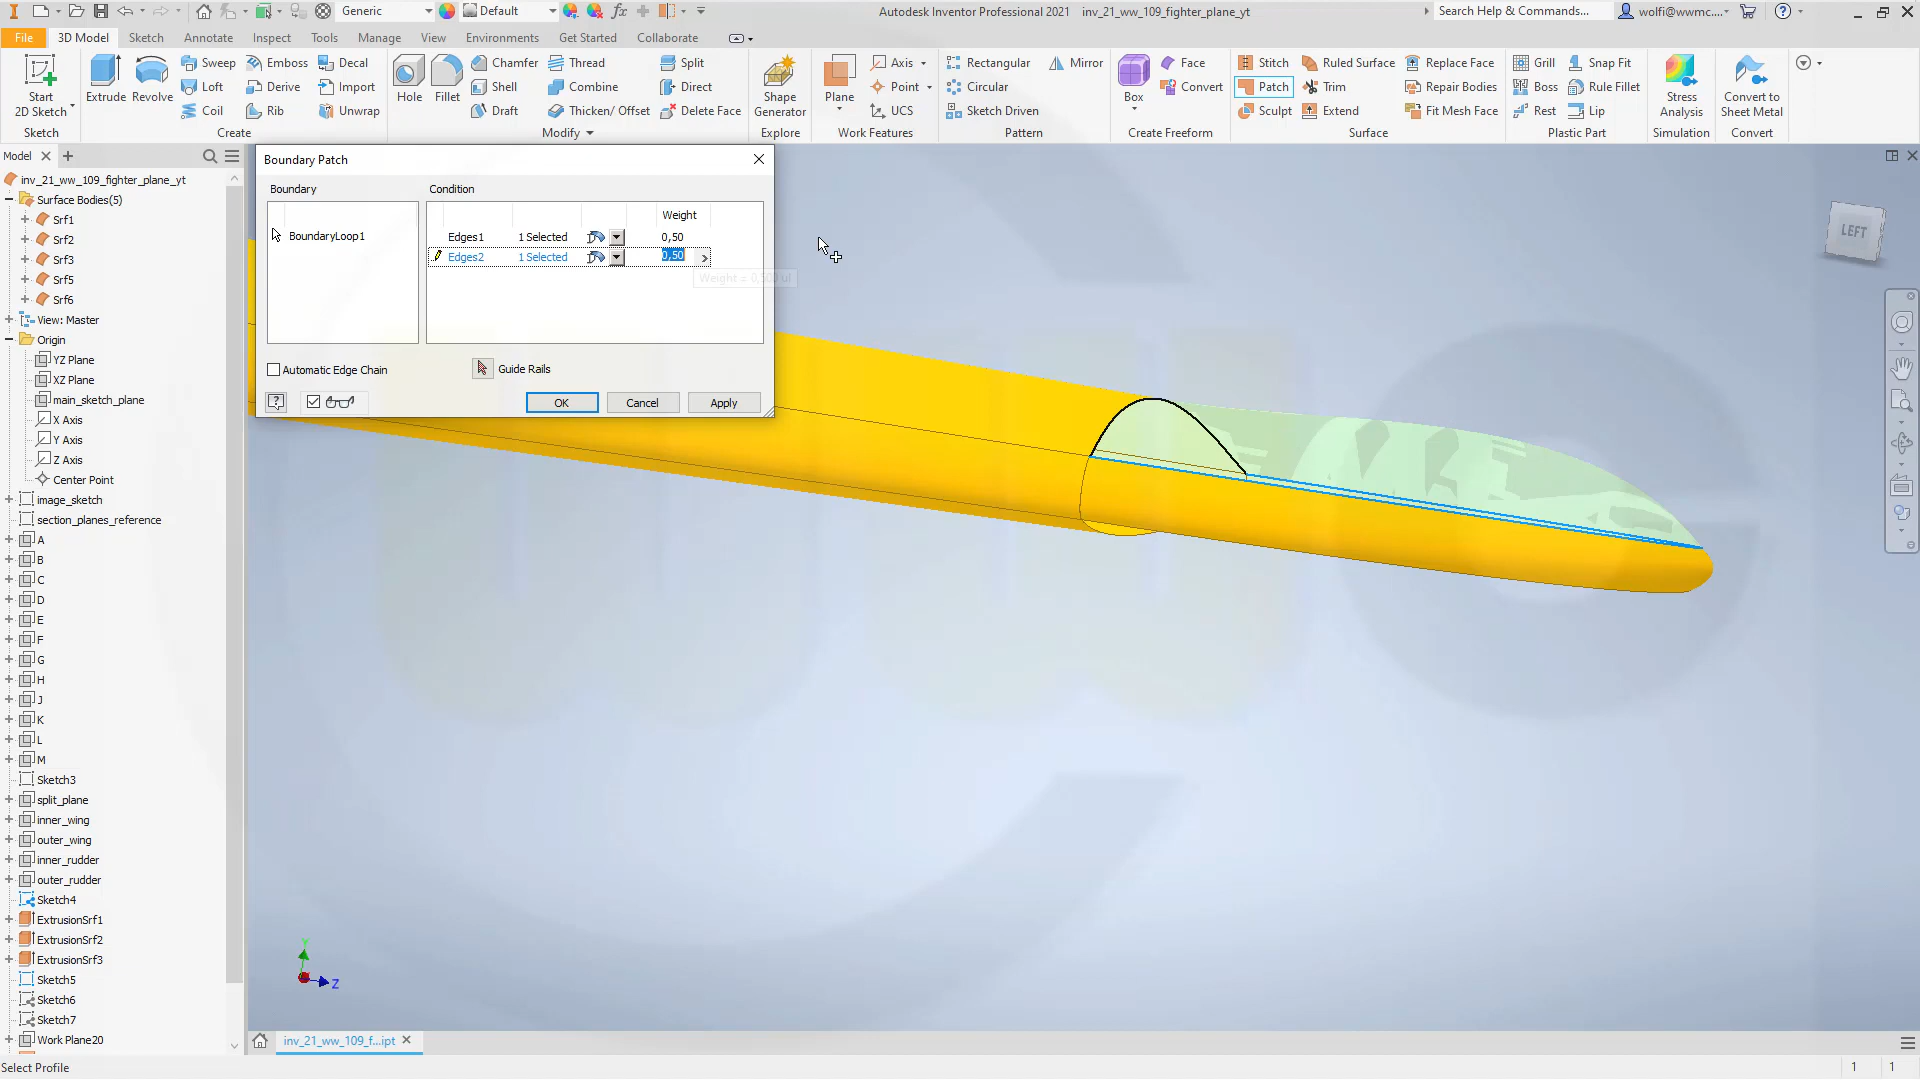 Generic
Default
Autodesk Inventor Professional 2021 inv_21_ww_109_fighter_plane_yt
Search Help & Commands...
wolfi@wwmc....
File 3D Model Sketch Annotate Inspect Tools Manage View Environments Get Started Collaborate
Start
2D Sketch
Extrude
Revolve
Sweep
Loft
Coil
Emboss
Derive
Rib
Decal
Import
Unwrap
Hole
Fillet
Chamfer
Shell
Draft
Thread
Combine
Thicken/ Offset
Split
Direct
Delete Face
Shape
Generator
Plane
Axis
Point
UCS
Rectangular
Circular
Sketch Driven
Mirror
Box
Face
Convert
Stitch
Patch
Sculpt
Ruled Surface
Trim
Extend
Replace Face
Repair Bodies
Fit Mesh Face
Grill
Boss
Rest
Snap Fit
Rule Fillet
Lip
Stress
Analysis
Convert to
Sheet Metal
Sketch Create Modify Explore Work Features Pattern Create Freeform Surface Plastic Part Simulation Convert
Model
inv_21_ww_109_fighter_plane_yt
Surface Bodies(5)
Srf1
Srf2
Srf3
Srf5
Srf6
View: Master
Origin
YZ Plane
XZ Plane
main_sketch_plane
X Axis
Y Axis
Z Axis
Center Point
image_sketch
section_planes_reference
A
B
C
D
E
F
G
H
J
K
L
M
Sketch3
split_plane
inner_wing
outer_wing
inner_rudder
outer_rudder
Sketch4
ExtrusionSrf1
ExtrusionSrf2
ExtrusionSrf3
Sketch5
Sketch6
Sketch7
Work Plane20
Boundary Patch
Boundary
Condition
Weight
BoundaryLoop1
Edges1 1 Selected 0,50
Edges2 1 Selected 0,50
Weight = 0,500 ul
Automatic Edge Chain
Guide Rails
OK Cancel Apply
LEFT
Y
Z
inv_21_ww_109_f...ipt
Select Profile
1 1